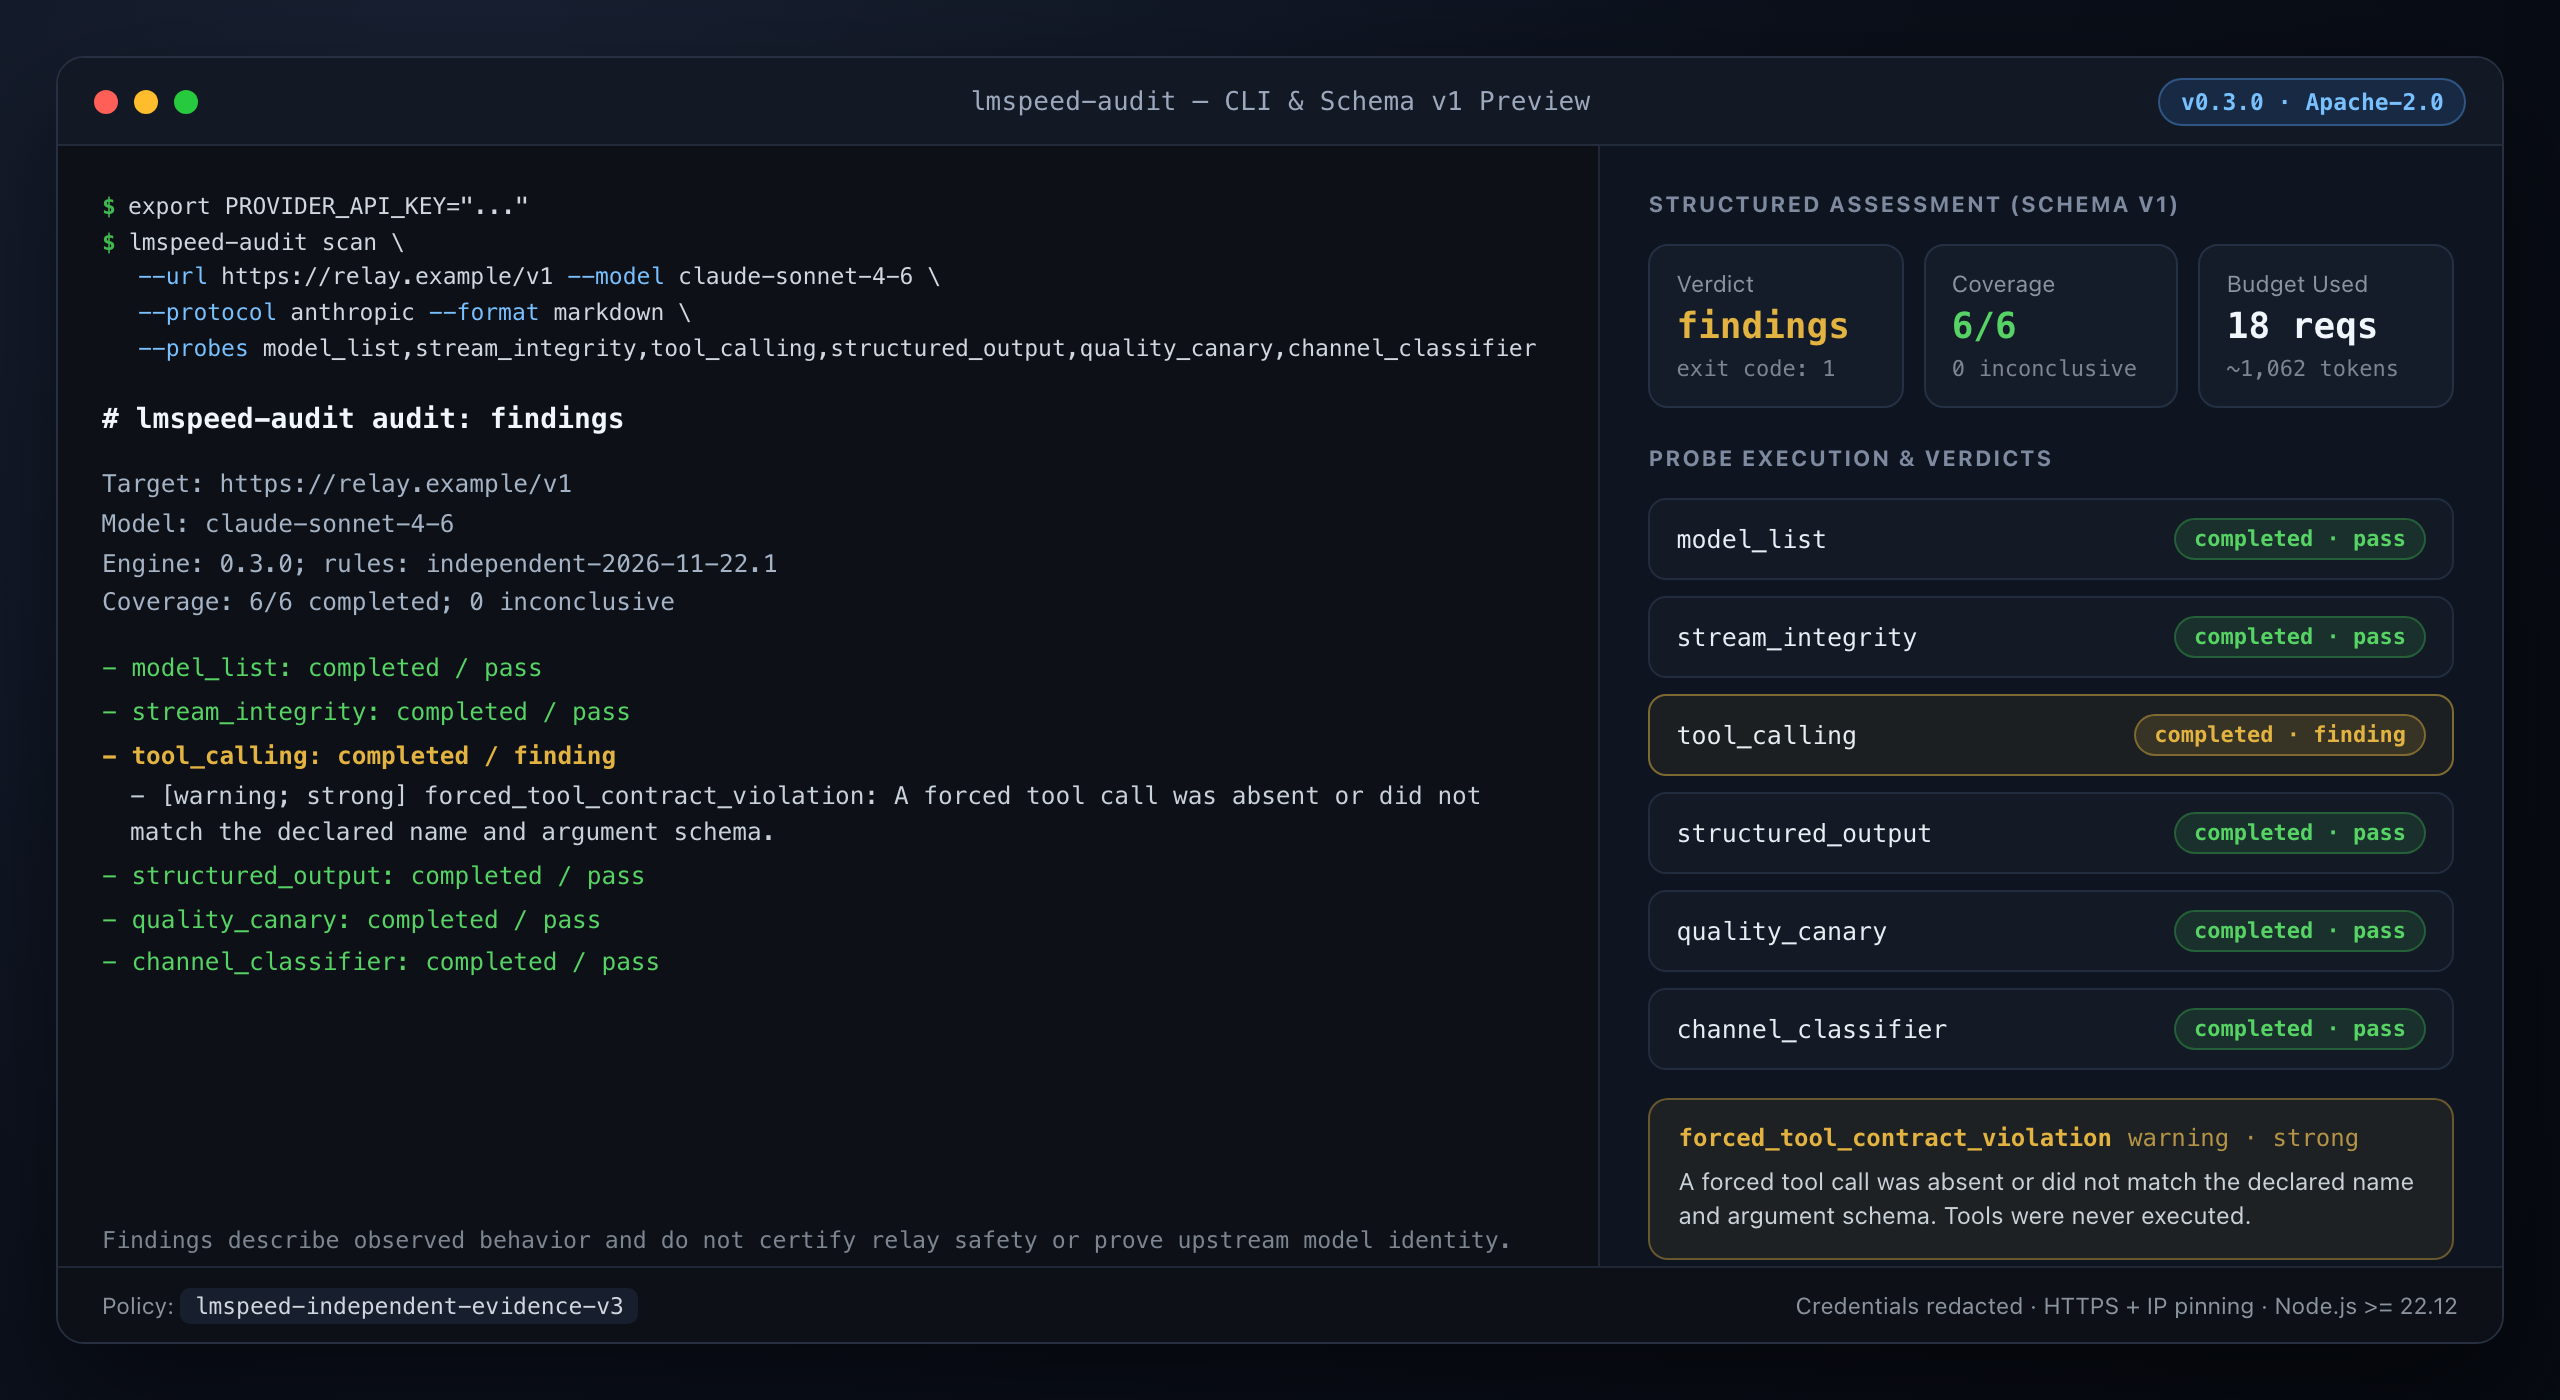 lmspeed-audit — CLI & Schema v1 Preview
v0.3.0 · Apache-2.0
$ export PROVIDER_API_KEY="..."
$ lmspeed-audit scan \
--url https://relay.example/v1 --model claude-sonnet-4-6 \
--protocol anthropic --format markdown \
--probes model_list,stream_integrity,tool_calling,structured_output,quality_canary,channel_classifier
# lmspeed-audit audit: findings
Target: https://relay.example/v1
Model: claude-sonnet-4-6
Engine: 0.3.0; rules: independent-2026-11-22.1
Coverage: 6/6 completed; 0 inconclusive
- model_list: completed / pass
- stream_integrity: completed / pass
- tool_calling: completed / finding
- [warning; strong] forced_tool_contract_violation: A forced tool call was absent or did not
match the declared name and argument schema.
- structured_output: completed / pass
- quality_canary: completed / pass
- channel_classifier: completed / pass
Findings describe observed behavior and do not certify relay safety or prove upstream model identity.
STRUCTURED ASSESSMENT (SCHEMA V1)
Verdict
findings
exit code: 1
Coverage
6/6
0 inconclusive
Budget Used
18 reqs
~1,062 tokens
PROBE EXECUTION & VERDICTS
model_list completed · pass
stream_integrity completed · pass
tool_calling completed · finding
structured_output completed · pass
quality_canary completed · pass
channel_classifier completed · pass
forced_tool_contract_violation warning · strong
A forced tool call was absent or did not match the declared name
and argument schema. Tools were never executed.
Policy: lmspeed-independent-evidence-v3
Credentials redacted · HTTPS + IP pinning · Node.js >= 22.12